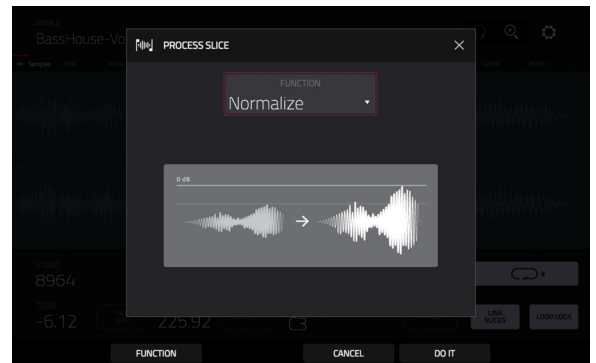 SAMPLE
BassHouse-Vo
PROCESS SLICE
Samples
FUNCTION
Normalize
0 dB
START
8964
TUNE
-6.12
225.92
C3
LINK SLICES
LOOP LOCK
FUNCTION
CANCEL
DO IT